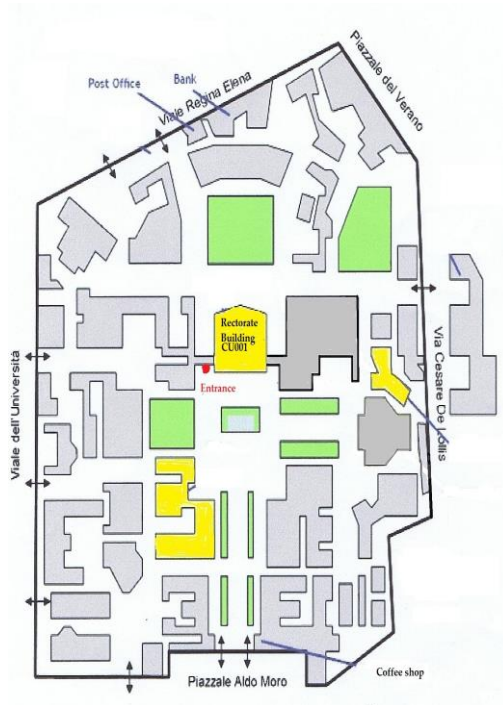 Piazzale del Verano
Bank
Post Office
Viale Regina Elena
Rectorate
Building
CU001
Entrance
Via Cesare De Lollis
Viale dell'Università
Coffee shop
Piazzale Aldo Moro